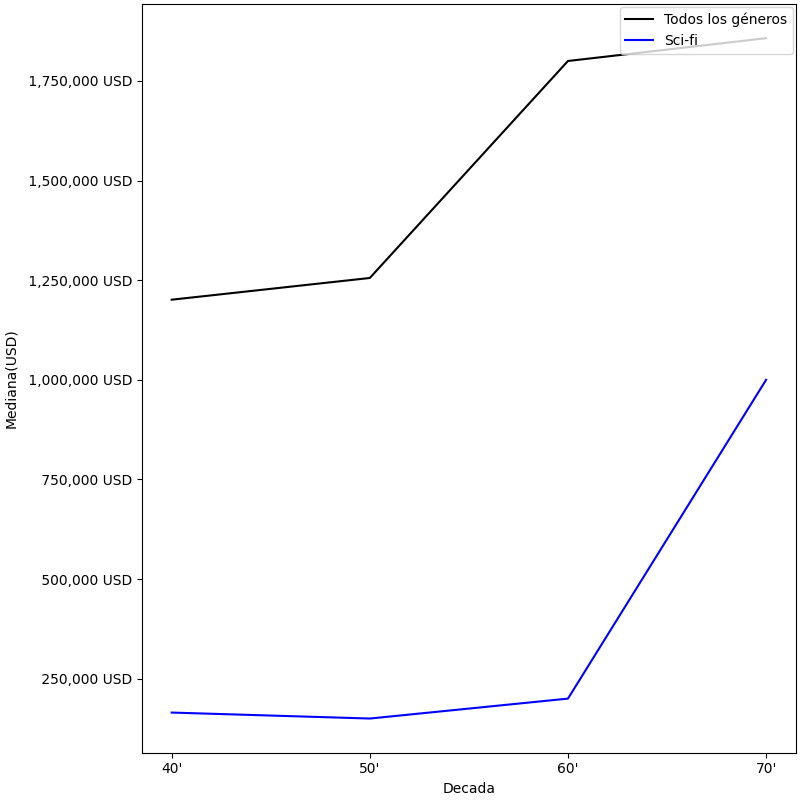 Todos los géneros
Sci-fi
1,750,000 USD
1,500,000 USD
1,250,000 USD
1,000,000 USD
750,000 USD
500,000 USD
250,000 USD
Mediana(USD)
40' 50' 60' 70'
Decada